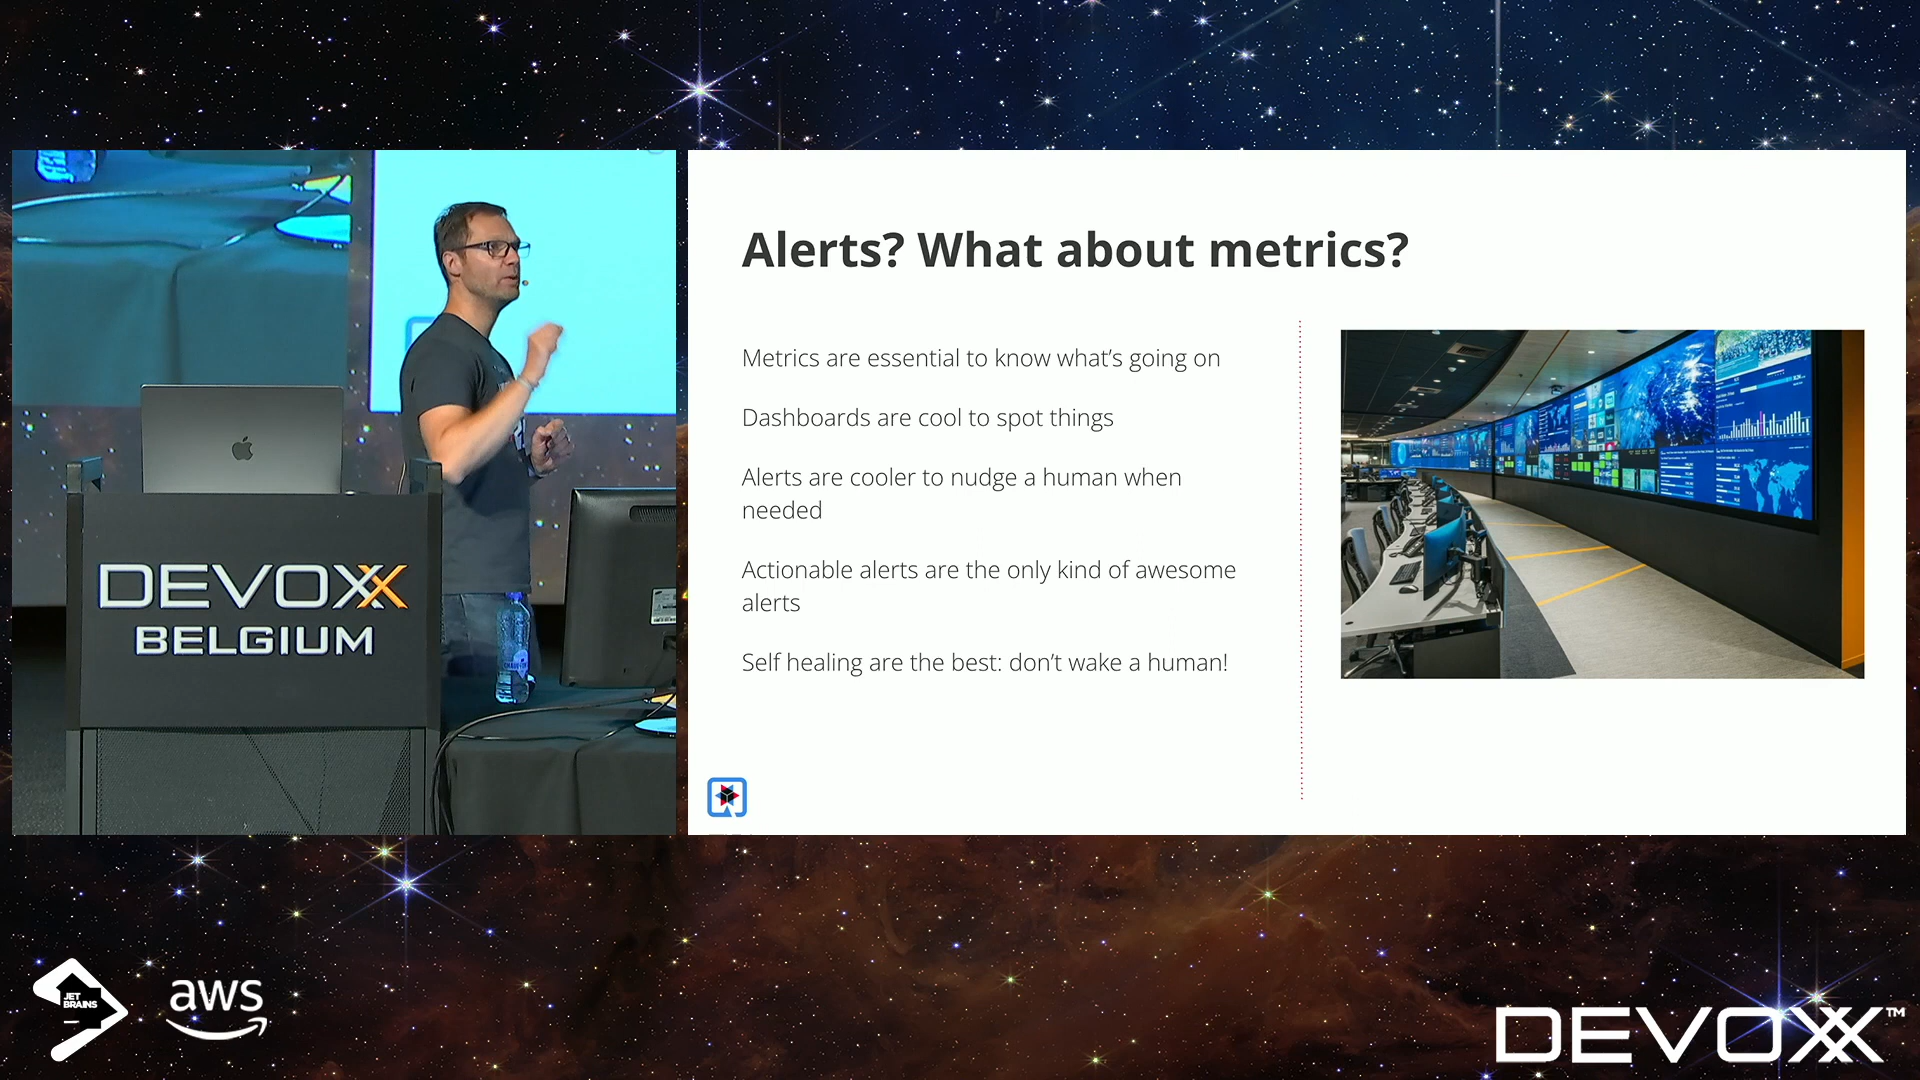 Alerts? What about metrics?
Metrics are essential to know what's going on
Dashboards are cool to spot things
Alerts are cooler to nudge a human when
needed
Actionable alerts are the only kind of awesome
alerts
Self healing are the best: don't wake a human!
DEVOXX
BELGIUM
JET
BRAINS
aws
DEVOXX™